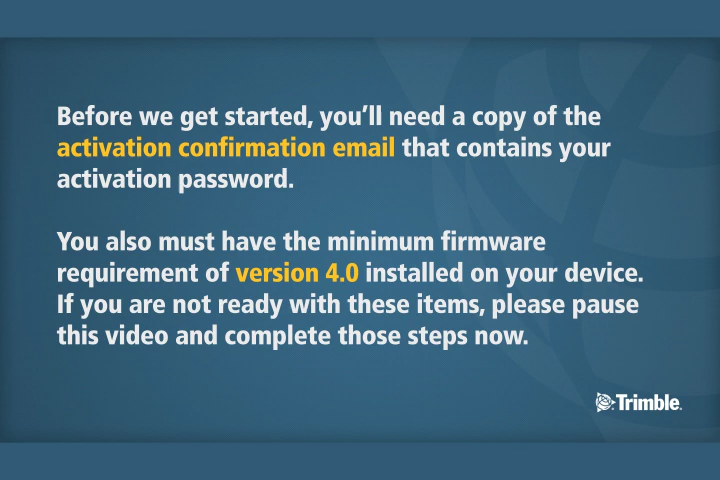 Before we get started, you'll need a copy of the
activation confirmation email that contains your
activation password.
You also must have the minimum firmware
requirement of version 4.0 installed on your device.
If you are not ready with these items, please pause
this video and complete those steps now.
Trimble.